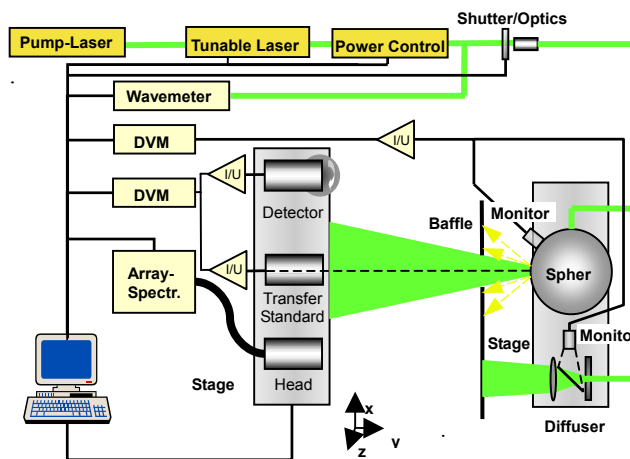 Shutter/Optics
Pump-Laser
Tunable Laser
Power Control
Wavemeter
DVM
I/U
DVM
I/U
Detector
Monitor
Baffle
Array-
Spectr.
I/U
Transfer
Standard
Spher
Monito
Stage
Head
Stage
x
y
z
Diffuser